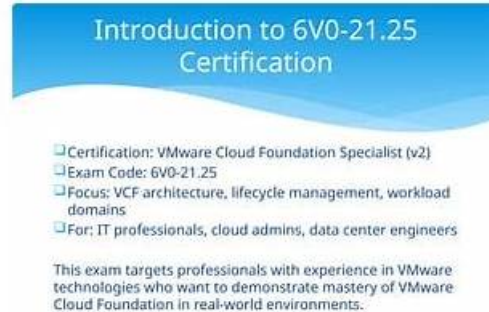 Introduction to 6V0-21.25
Certification
Certification: VMware Cloud Foundation Specialist (v2)
Exam Code: 6V0-21.25
Focus: VCF architecture, lifecycle management, workload
domains
For: IT professionals, cloud admins, data center engineers
This exam targets professionals with experience in VMware
technologies who want to demonstrate mastery of VMware
Cloud Foundation in real-world environments.